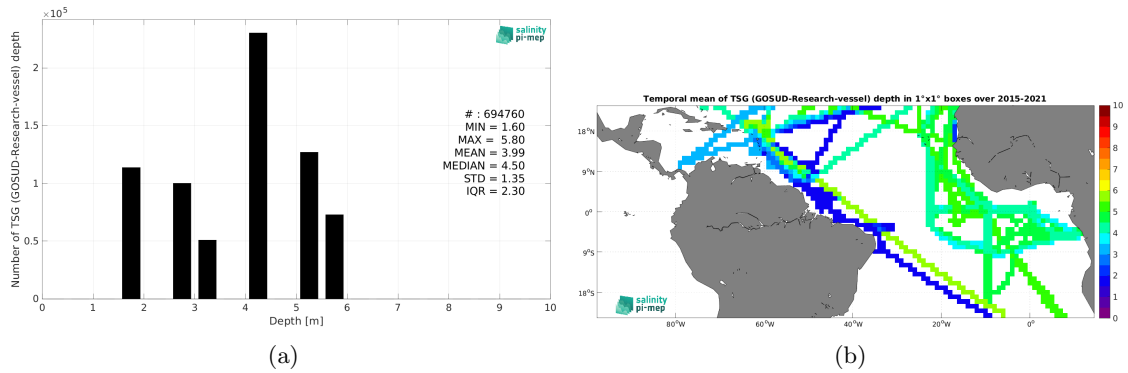 ×10⁵
2
1.5
1
0.5
0
Number of TSG (GOSUD-Research-vessel) depth
0 1 2 3 4 5 6 7 8 9 10
Depth [m]
salinity
pi-mep
# : 694760
MIN = 1.60
MAX = 5.80
MEAN = 3.99
MEDIAN = 4.50
STD = 1.35
IQR = 2.30
(a)
Temporal mean of TSG (GOSUD-Research-vessel) depth in 1°x1° boxes over 2015-2021
18°N
9°N
0°
9°S
18°S
80°W 60°W 40°W 20°W 0°
salinity
pi-mep
10
9
8
7
6
5
4
3
2
1
0
(b)